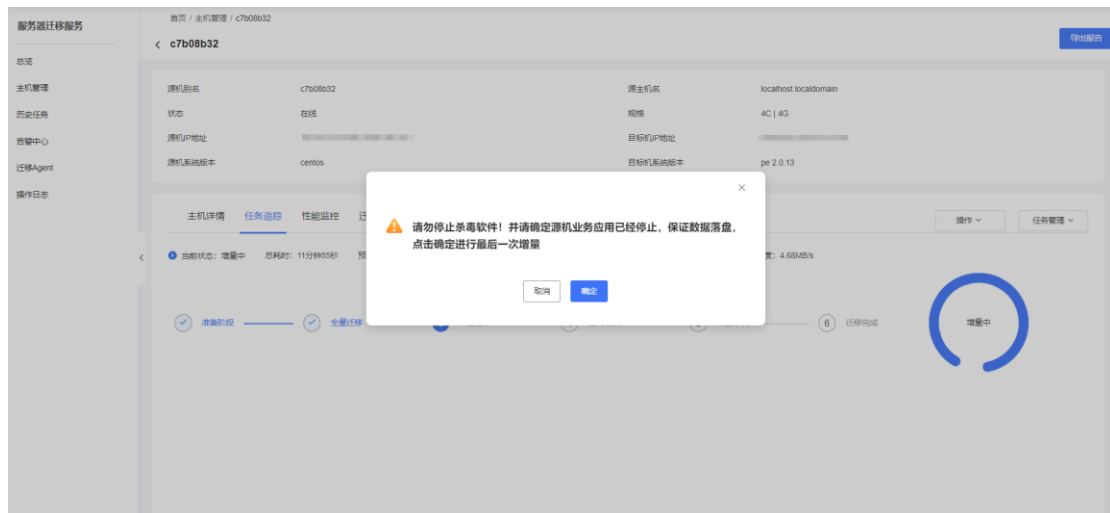 服务器迁移服务
首页 / 主机管理 / c7b08b32
c7b08b32
导出报告
总览
主机管理
历史任务
告警中心
迁移Agent
操作日志
源机别名 c7b08b32 源主机名 localhost.localdomain
状态 在线 规格 4C | 4G
源机IP地址 目标机IP地址
源机系统版本 centos 目标机系统版本 pe 2.0.13
主机详情 任务追踪 性能监控 迁
操作 任务管理
请勿停止杀毒软件！并请确定源机业务应用已经停止，保证数据落盘，
点击确定进行最后一次增量
取消 确定
当前状态：增量中 总耗时：11分钟55秒 预 度：4.68MB/s
准备阶段 全量迁移 6 迁移完成
增量中